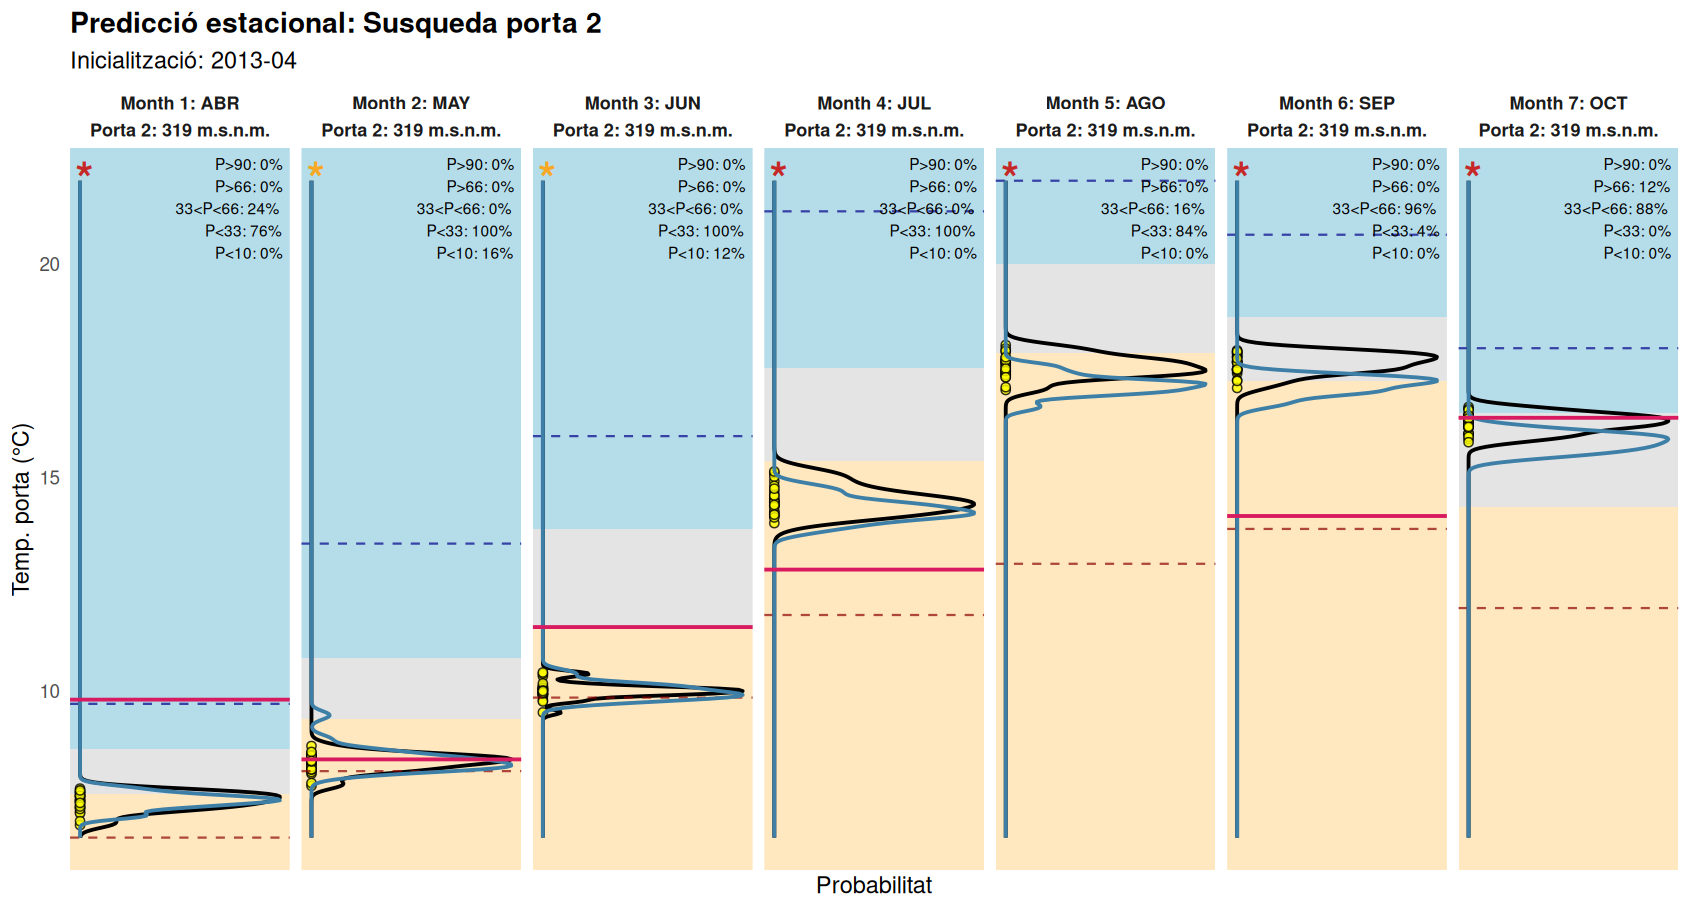 Predicció estacional: Susqueda porta 2
Inicialització: 2013-04
Month 1: ABR
Porta 2: 319 m.s.n.m.
Month 2: MAY
Porta 2: 319 m.s.n.m.
Month 3: JUN
Porta 2: 319 m.s.n.m.
Month 4: JUL
Porta 2: 319 m.s.n.m.
Month 5: AGO
Porta 2: 319 m.s.n.m.
Month 6: SEP
Porta 2: 319 m.s.n.m.
Month 7: OCT
Porta 2: 319 m.s.n.m.
*
P>90: 0%
P>66: 0%
33<P<66: 24%
P<33: 76%
P<10: 0%
*
P>90: 0%
P>66: 0%
33<P<66: 0%
P<33: 100%
P<10: 16%
*
P>90: 0%
P>66: 0%
33<P<66: 0%
P<33: 100%
P<10: 12%
*
P>90: 0%
P>66: 0%
33<P<66: 0%
P<33: 100%
P<10: 0%
*
P>90: 0%
P>66: 0%
33<P<66: 16%
P<33: 84%
P<10: 0%
*
P>90: 0%
P>66: 0%
33<P<66: 96%
P<33: 4%
P<10: 0%
*
P>90: 0%
P>66: 12%
33<P<66: 88%
P<33: 0%
P<10: 0%
20
15
10
Temp. porta (°C)
Probabilitat